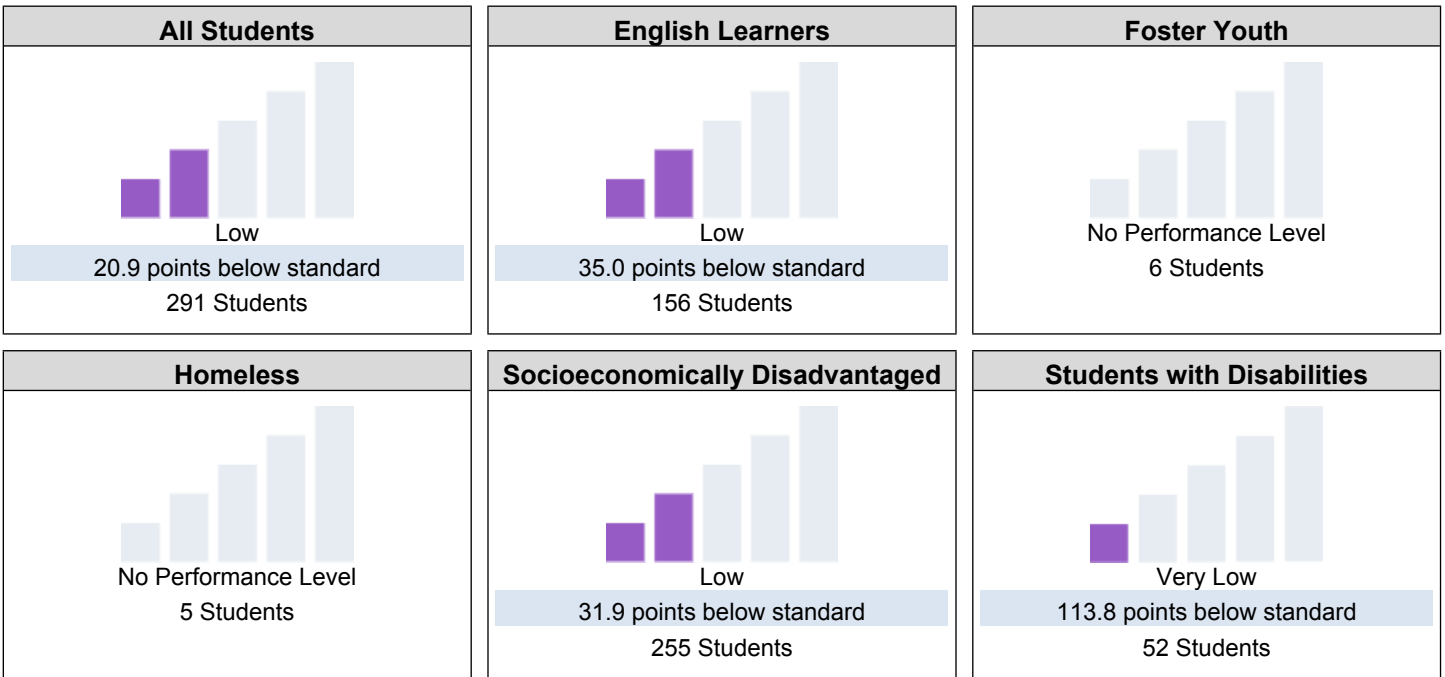 All Students
Low
20.9 points below standard
291 Students
English Learners
Low
35.0 points below standard
156 Students
Foster Youth
No Performance Level
6 Students
Homeless
No Performance Level
5 Students
Socioeconomically Disadvantaged
Low
31.9 points below standard
255 Students
Students with Disabilities
Very Low
113.8 points below standard
52 Students